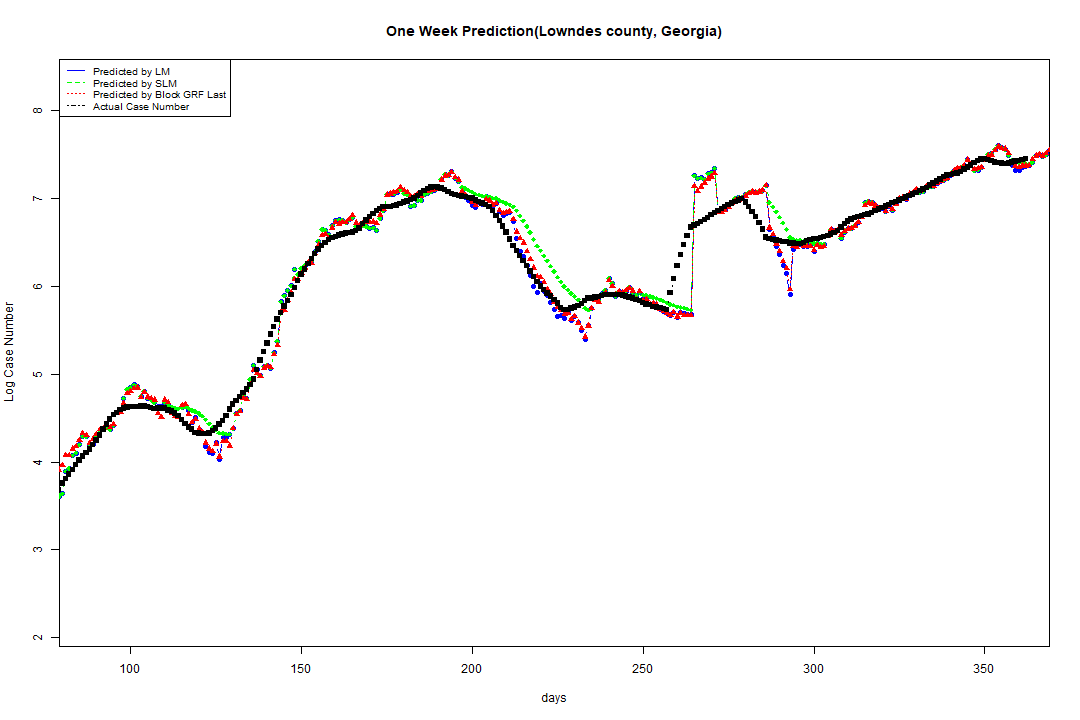 One Week Prediction(Lowndes county, Georgia)
Predicted by LM
Predicted by SLM
Predicted by Block GRF Last
Actual Case Number
Log Case Number
8
7
6
5
4
3
2
100 150 200 250 300 350
days